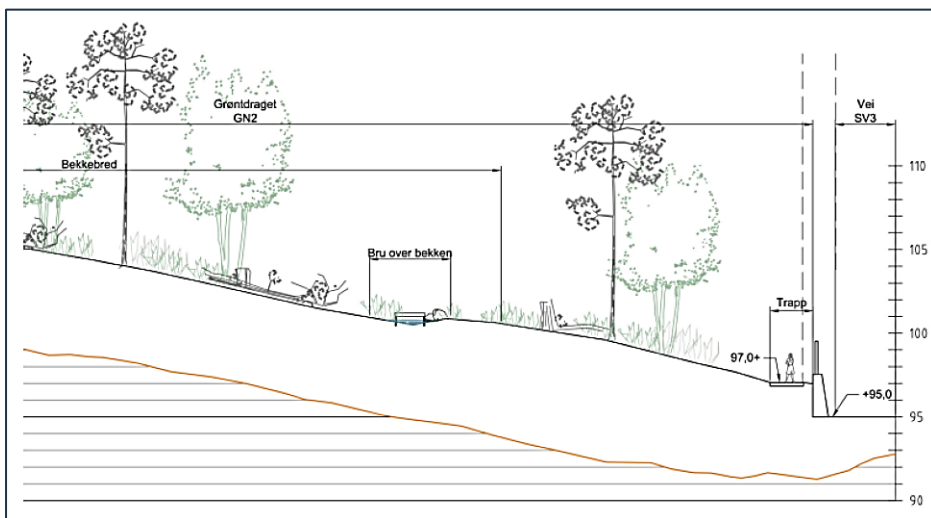 Grøntdraget
GN2
Vei
SV3
Bekkebred
110
105
Bru over bekken
Trapp
100
97,0+
+95,0
95
90